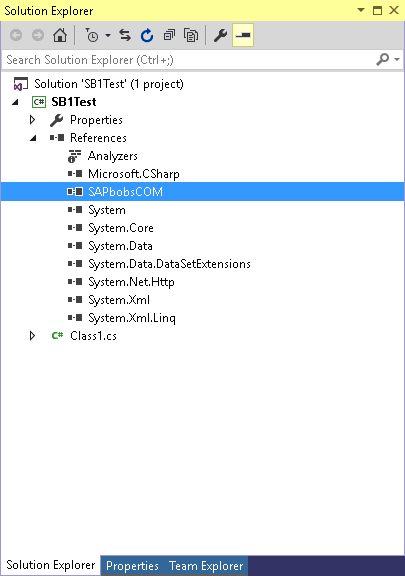 Solution Explorer
Search Solution Explorer (Ctrl+;)
Solution 'SB1Test' (1 project)
C# SB1Test
Properties
References
Analyzers
Microsoft.CSharp
SAPbobsCOM
System
System.Core
System.Data
System.Data.DataSetExtensions
System.Net.Http
System.Xml
System.Xml.Linq
C# Class1.cs
Solution Explorer Properties Team Explorer